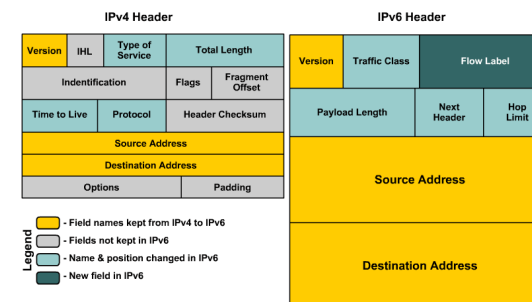 IPv4 Header
Version IHL Type of Service Total Length
Indentification Flags Fragment Offset
Time to Live Protocol Header Checksum
Source Address
Destination Address
Options Padding
Legend
- Field names kept from IPv4 to IPv6
- Fields not kept in IPv6
- Name & position changed in IPv6
- New field in IPv6
IPv6 Header
Version Traffic Class Flow Label
Payload Length Next Header Hop Limit
Source Address
Destination Address